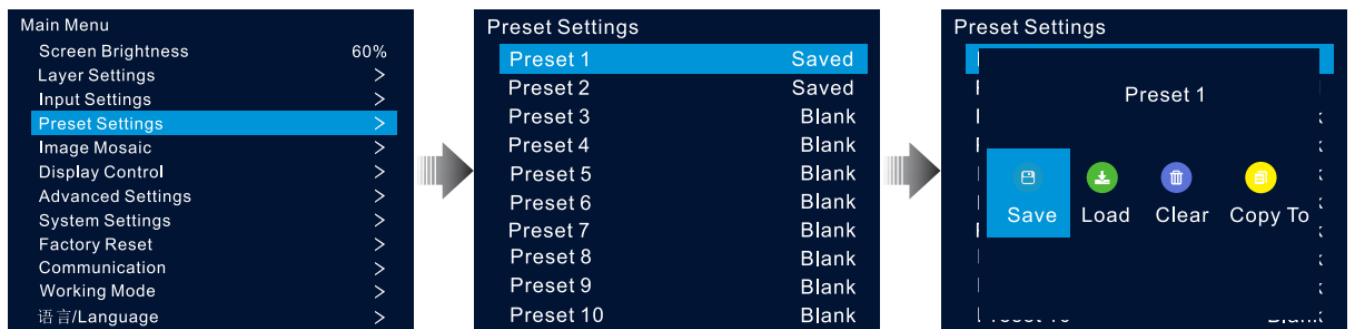 Main Menu
Screen Brightness 60%
Layer Settings >
Input Settings >
Preset Settings >
Image Mosaic >
Display Control >
Advanced Settings >
System Settings >
Factory Reset >
Communication >
Working Mode >
语言/Language >
Preset Settings
Preset 1 Saved
Preset 2 Saved
Preset 3 Blank
Preset 4 Blank
Preset 5 Blank
Preset 6 Blank
Preset 7 Blank
Preset 8 Blank
Preset 9 Blank
Preset 10 Blank
Preset Settings
Preset 1
Save Load Clear Copy To